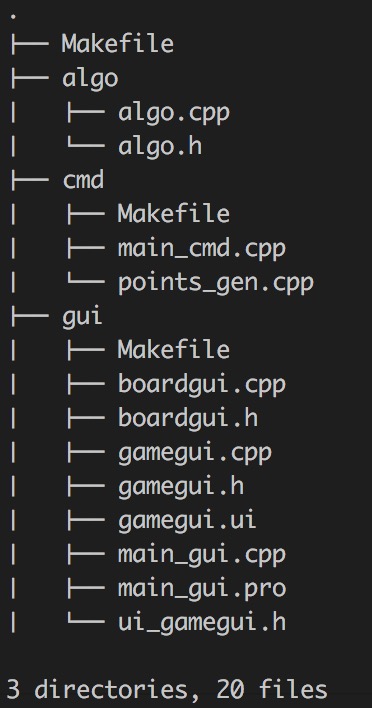 .
├── Makefile
├── algo
│   ├── algo.cpp
│   └── algo.h
├── cmd
│   ├── Makefile
│   ├── main_cmd.cpp
│   └── points_gen.cpp
├── gui
│   ├── Makefile
│   ├── boardgui.cpp
│   ├── boardgui.h
│   ├── gamegui.cpp
│   ├── gamegui.h
│   ├── gamegui.ui
│   ├── main_gui.cpp
│   ├── main_gui.pro
│   └── ui_gamegui.h

3 directories, 20 files